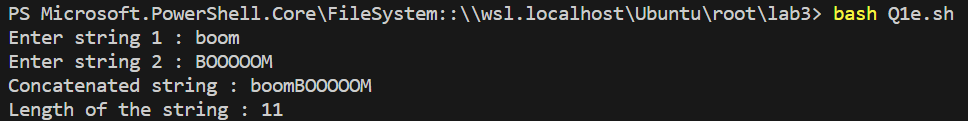 PS Microsoft.PowerShell.Core\FileSystem::\\wsl.localhost\Ubuntu\root\lab3> bash Q1e.sh
Enter string 1 : boom
Enter string 2 : BOOOOOM
Concatenated string : boomBOOOOOM
Length of the string : 11